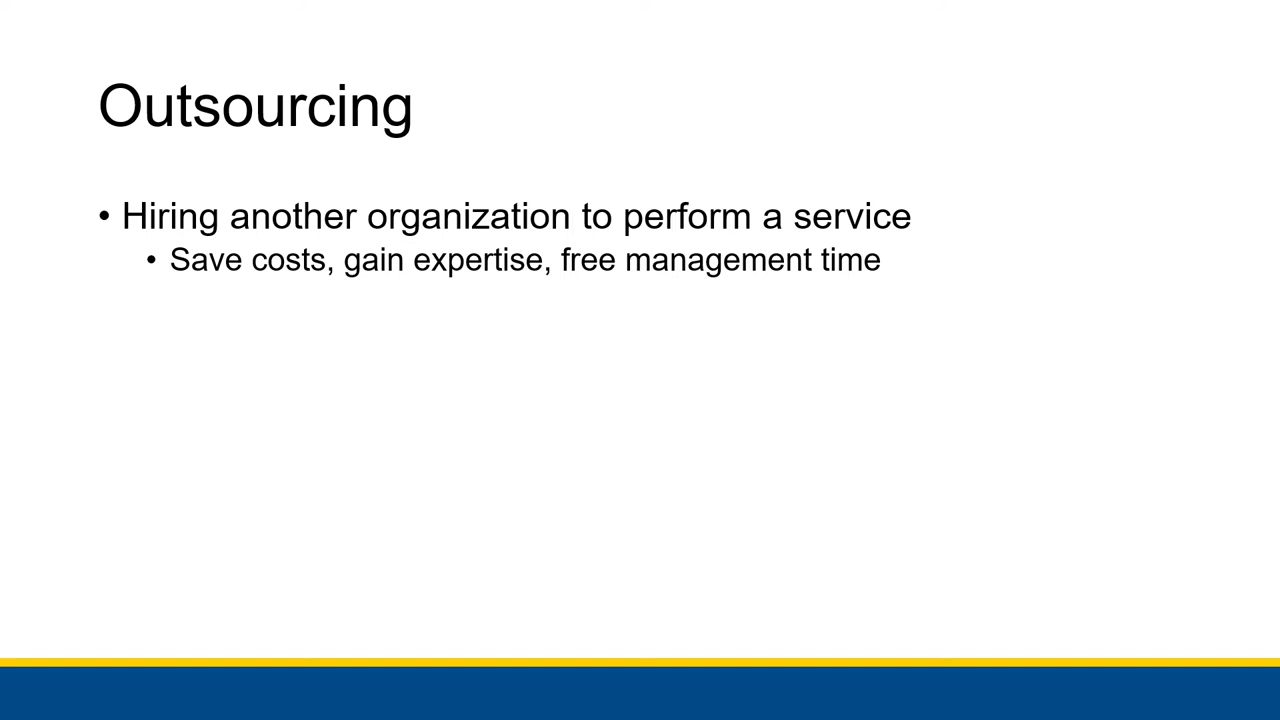 Outsourcing
• Hiring another organization to perform a service
• Save costs, gain expertise, free management time